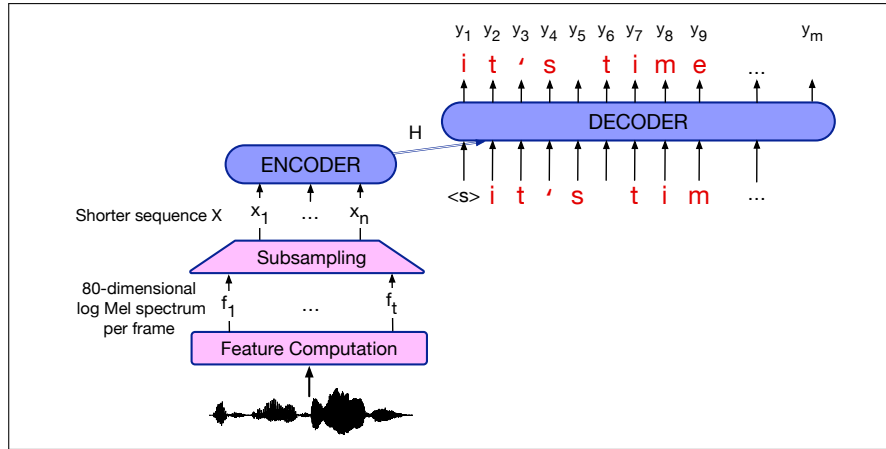 y1 y2 y3 y4 y5 y6 y7 y8 y9 ym
i t ‘ s t i m e ...
DECODER
H
ENCODER
<s> i t ‘ s t i m ...
Shorter sequence X x1 ... xn
Subsampling
80-dimensional
log Mel spectrum
per frame
f1 ... ft
Feature Computation